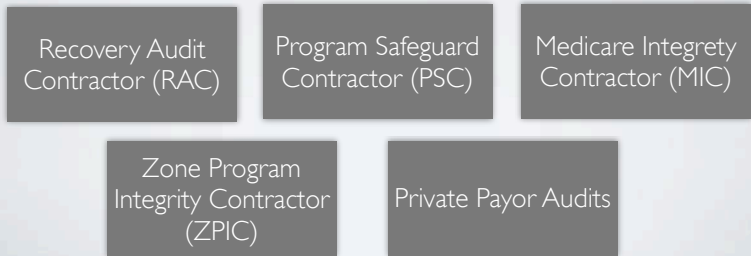 Recovery Audit
Contractor (RAC)
Program Safeguard
Contractor (PSC)
Medicare Integrety
Contractor (MIC)
Zone Program
Integrity Contractor
(ZPIC)
Private Payor Audits